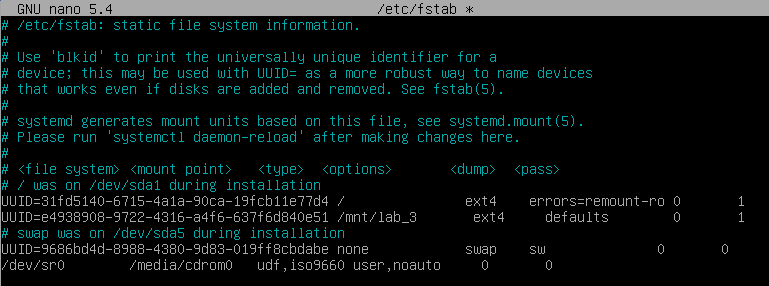 GNU nano 5.4 /etc/fstab *
# /etc/fstab: static file system information.
#
# Use 'blkid' to print the universally unique identifier for a
# device; this may be used with UUID= as a more robust way to name devices
# that works even if disks are added and removed. See fstab(5).
#
# systemd generates mount units based on this file, see systemd.mount(5).
# Please run 'systemctl daemon-reload' after making changes here.
#
# <file system> <mount point> <type> <options> <dump> <pass>
# / was on /dev/sda1 during installation
UUID=31fd5140-6715-4a1a-90ca-19fcb11e77d4 / ext4 errors=remount-ro 0 1
UUID=e4938908-9722-4316-a4f6-637f6d840e51 /mnt/lab_3 ext4 defaults 0 1
# swap was on /dev/sda5 during installation
UUID=9686bd4d-8988-4380-9d83-019ff8cbdabe none swap sw 0 0
/dev/sr0 /media/cdrom0 udf,iso9660 user,noauto 0 0